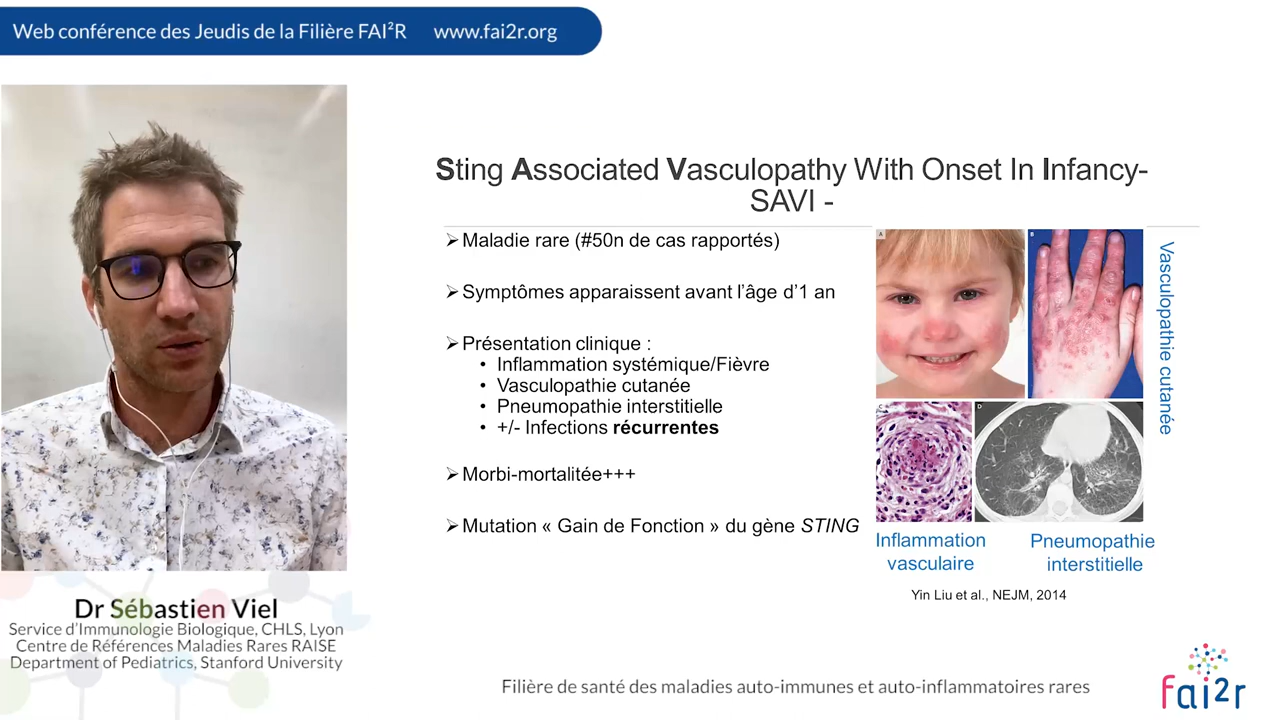 Web conférence des Jeudis de la Filière FAI²R www.fai2r.org
Sting Associated Vasculopathy With Onset In Infancy-
SAVI -
➢ Maladie rare (#50n de cas rapportés)
➢ Symptômes apparaissent avant l'âge d'1 an
➢ Présentation clinique :
• Inflammation systémique/Fièvre
• Vasculopathie cutanée
• Pneumopathie interstitielle
• +/- Infections récurrentes
➢ Morbi-mortalitée+++
➢ Mutation « Gain de Fonction » du gène STING
A
B
C
D
Vasculopathie cutanée
Inflammation
vasculaire
Pneumopathie
interstitielle
Yin Liu et al., NEJM, 2014
Dr Sébastien Viel
Service d'Immunologie Biologique, CHLS, Lyon
Centre de Références Maladies Rares RAISE
Department of Pediatrics, Stanford University
Filière de santé des maladies auto-immunes et auto-inflammatoires rares
fai2r